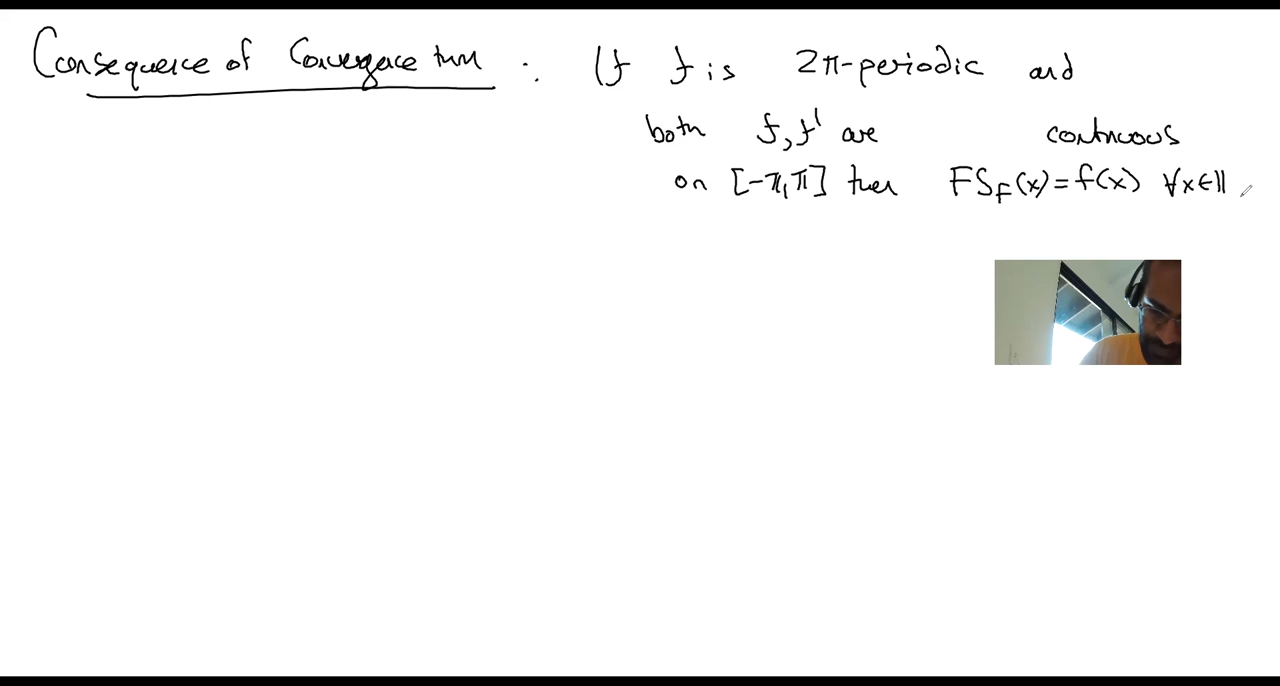 Consequence of Convergence thm : If f is 2π-periodic and
both f, f' are continuous
on [-π, π] then FS_f(x) = f(x) ∀x∈